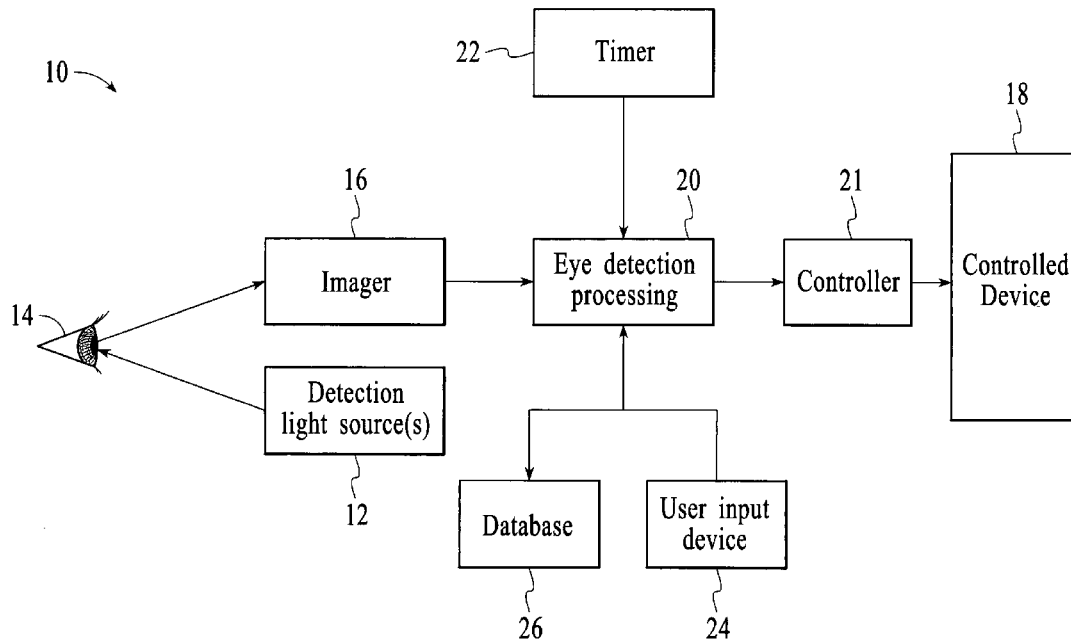 22
Timer
10
18
16
20
21
Imager
Eye detection
processing
Controller
Controlled
Device
14
Detection
light source(s)
12
Database
User input
device
26
24